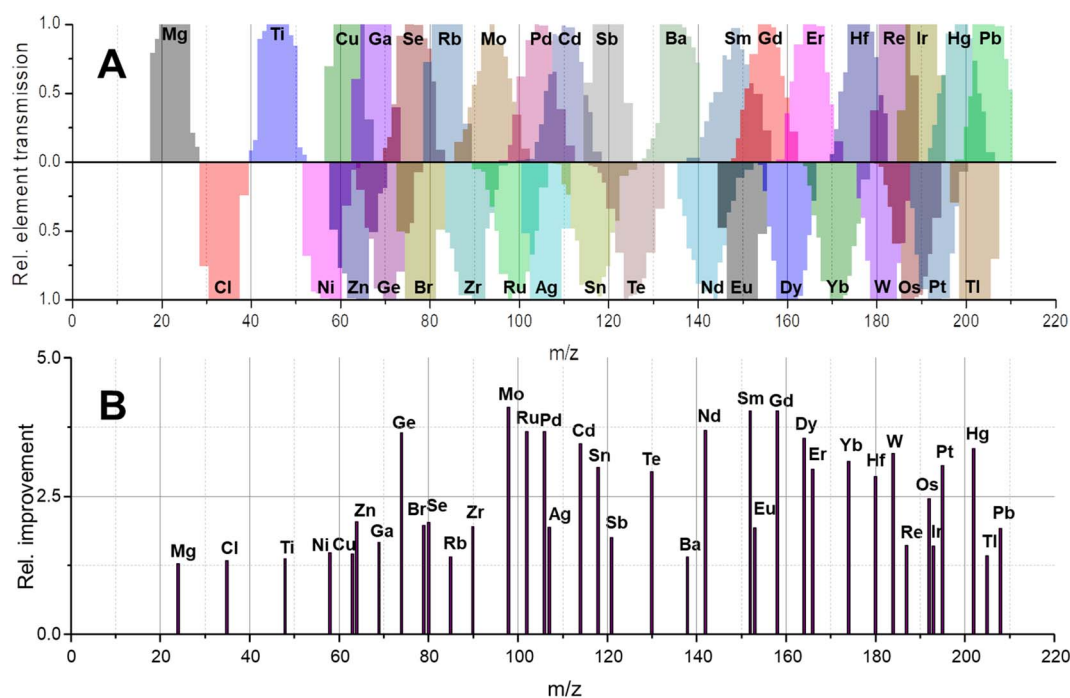 A
Rel. element transmission
1.0
0.5
0.0
0.5
1.0
Mg Ti Cu Ga Se Rb Mo Pd Cd Sb Ba Sm Gd Er Hf Re Ir Hg Pb
Cl Ni Zn Ge Br Zr Ru Ag Sn Te Nd Eu Dy Yb W Os Pt Tl
0 20 40 60 80 100 120 140 160 180 200 220
m/z
B
Rel. improvement
5.0
2.5
0.0
Mg Cl Ti Ni Cu Zn Ga Ge Br Se Rb Zr Mo Ru Pd Ag Cd Sn Sb Te Ba Nd Sm Eu Gd Dy Er Yb Hf W Re Os Ir Pt Hg Tl Pb
0 20 40 60 80 100 120 140 160 180 200 220
m/z